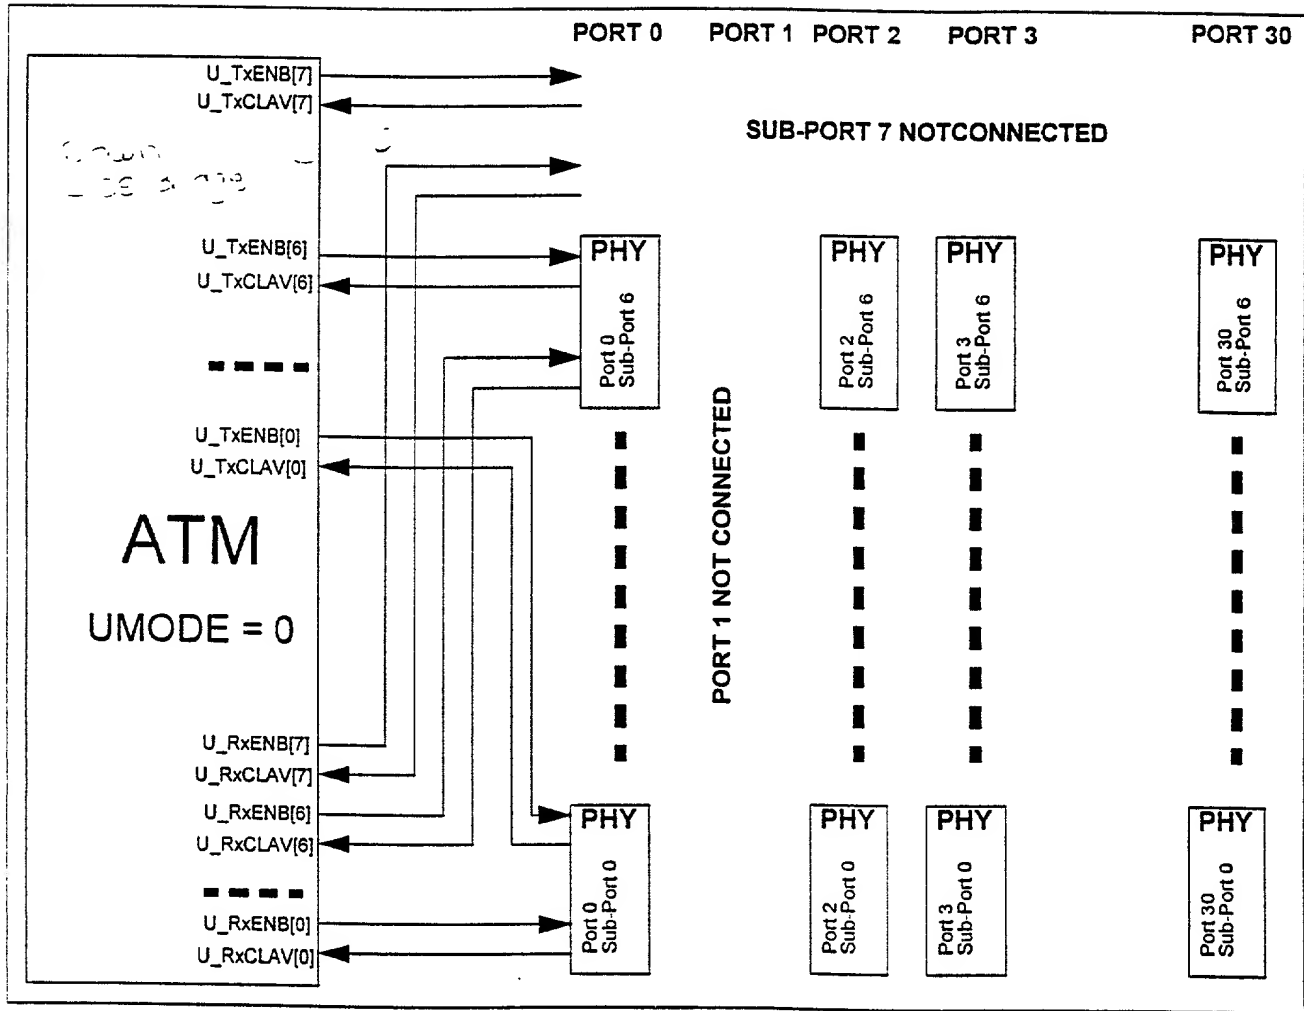 PORT 0 PORT 1 PORT 2 PORT 3 PORT 30
U_TxENB[7]
U_TxCLAV[7]
SUB-PORT 7 NOTCONNECTED
U_TxENB[6]
U_TxCLAV[6]
PHY
Port 0
Sub-Port 6
PHY
Port 2
Sub-Port 6
PHY
Port 3
Sub-Port 6
PHY
Port 30
Sub-Port 6
U_TxENB[0]
U_TxCLAV[0]
PORT 1 NOT CONNECTED
ATM
UMODE = 0
U_RxENB[7]
U_RxCLAV[7]
U_RxENB[6]
U_RxCLAV[6]
U_RxENB[0]
U_RxCLAV[0]
PHY
Port 0
Sub-Port 0
PHY
Port 2
Sub-Port 0
PHY
Port 3
Sub-Port 0
PHY
Port 30
Sub-Port 0